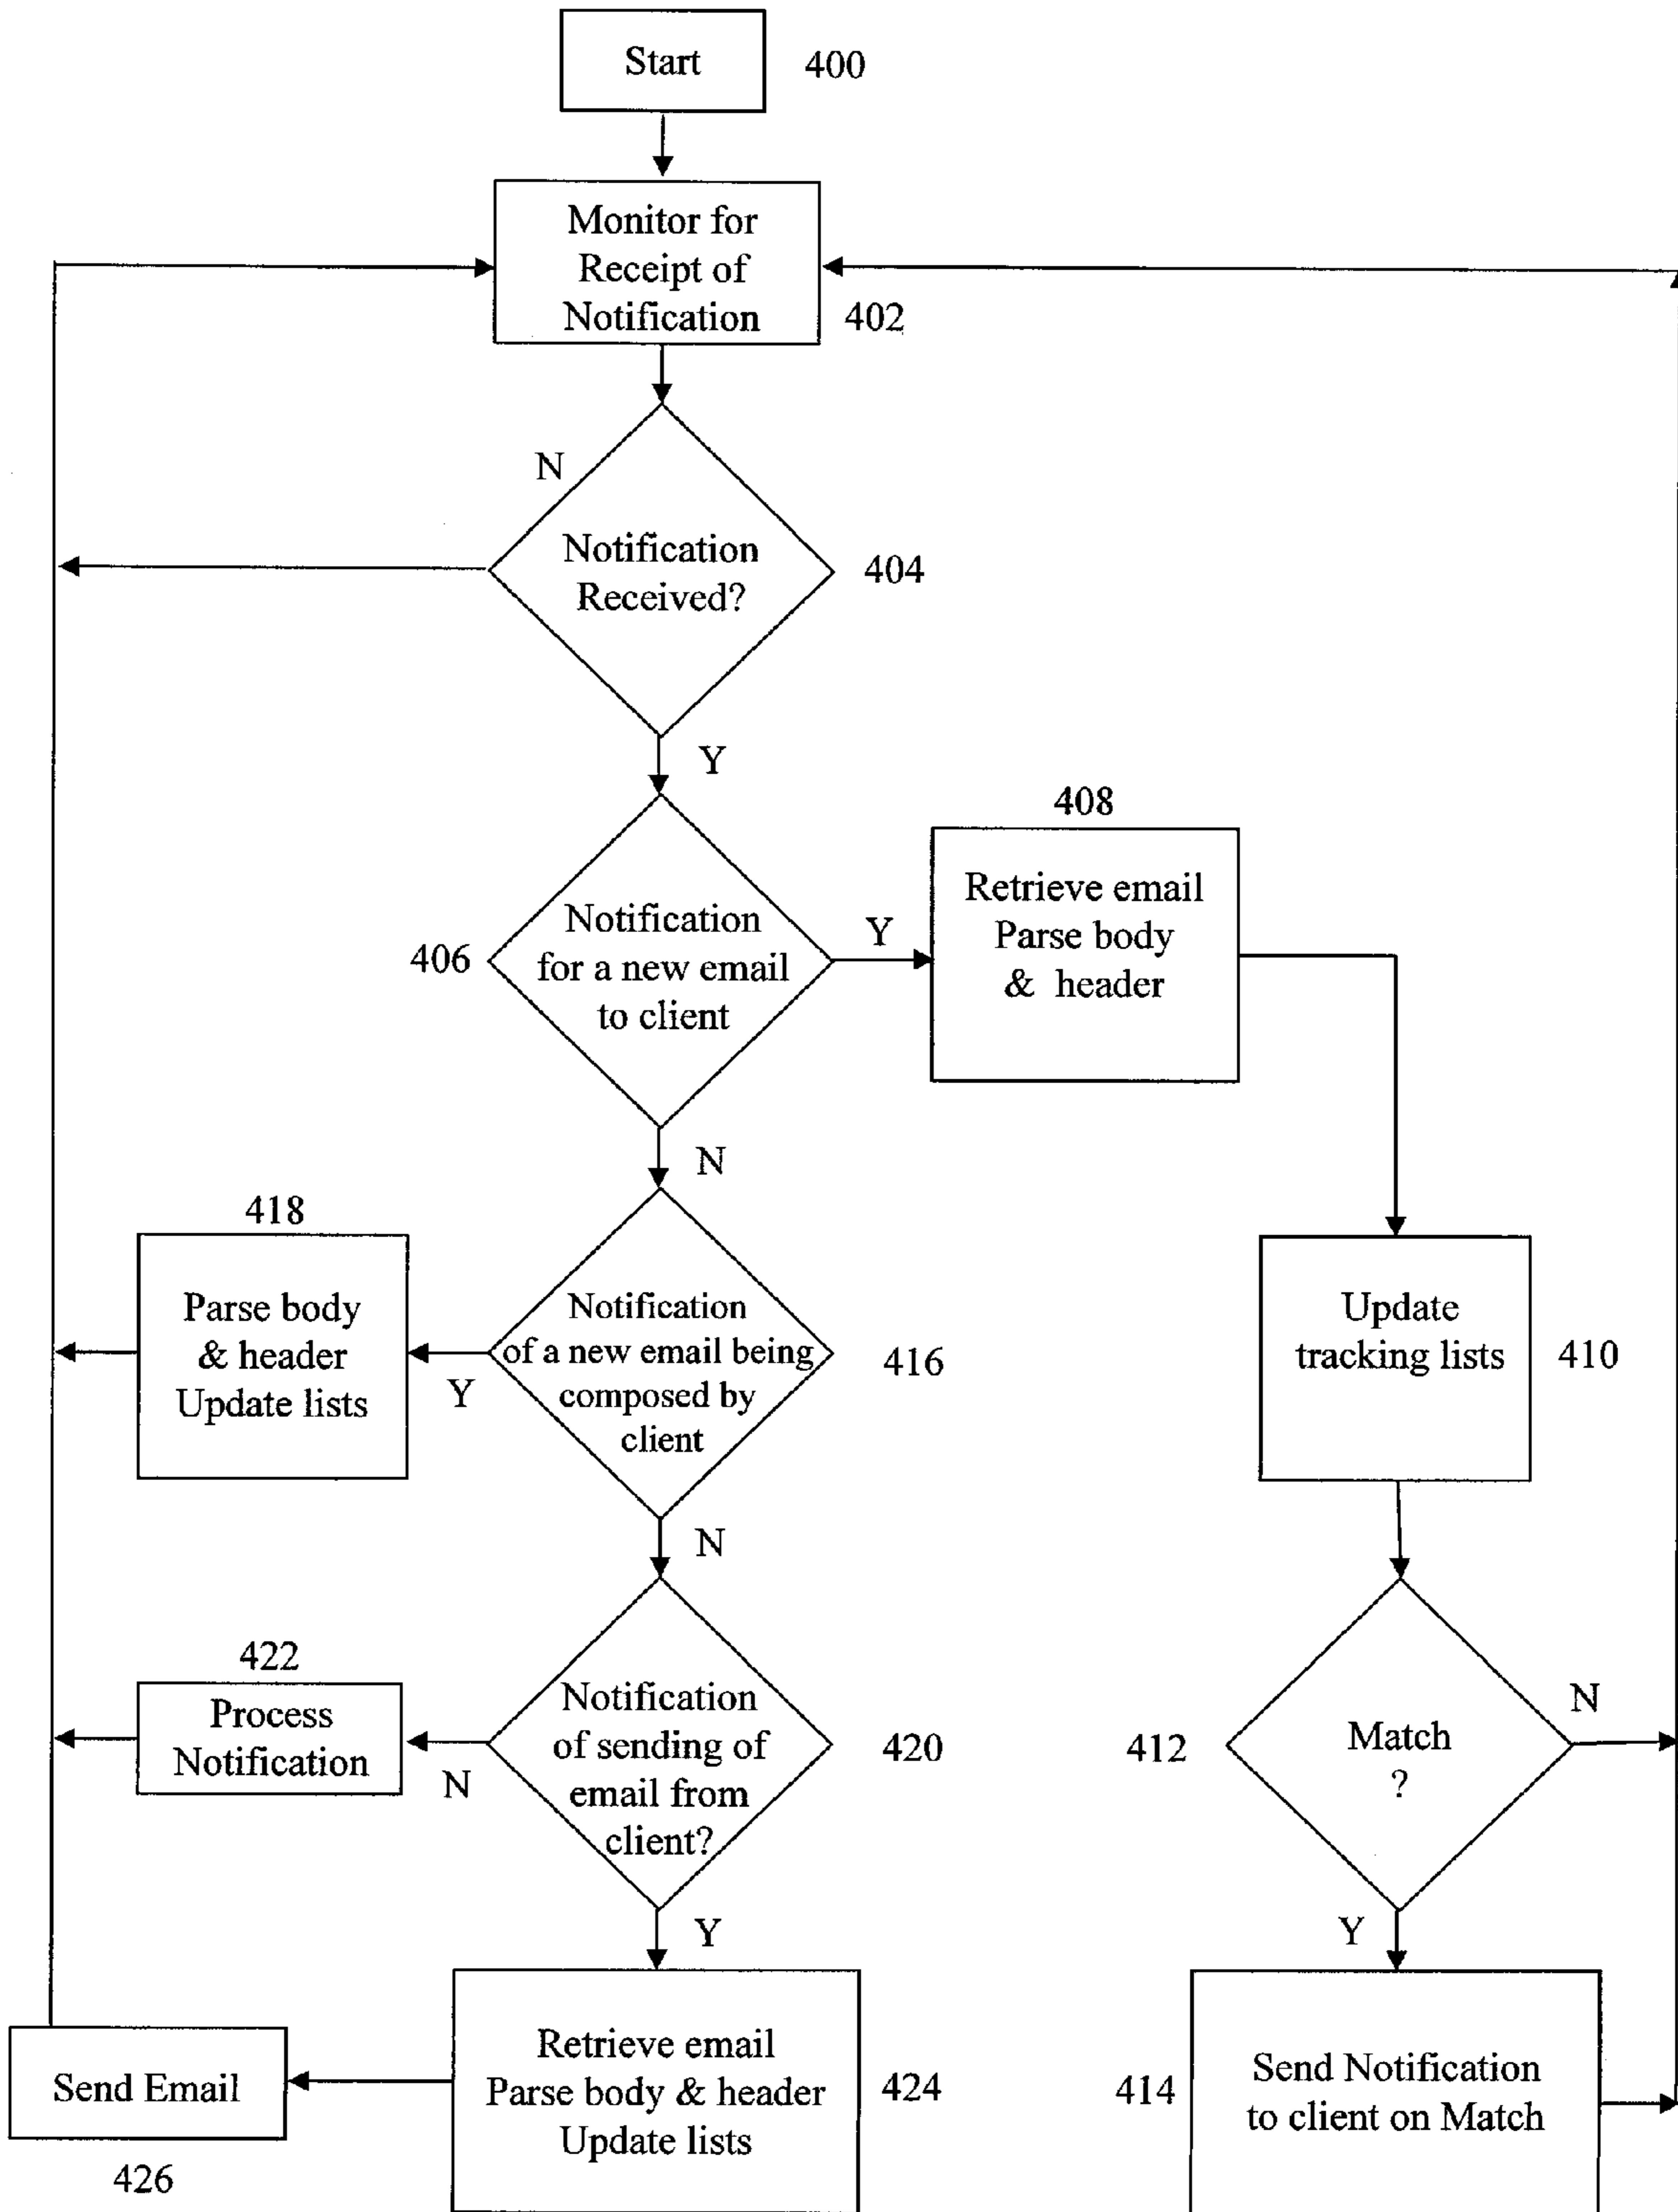 Start
400
Monitor for
Receipt of
Notification
402
N
Notification
Received?
404
Y
408
Retrieve email
Parse body
& header
406
Notification
for a new email
to client
Y
N
418
Parse body
& header
Update lists
Y
Notification
of a new email being
composed by
client
416
Update
tracking lists
410
N
422
Process
Notification
N
Notification
of sending of
email from
client?
420
412
Match
?
N
Y
Y
Send Email
426
Retrieve email
Parse body & header
Update lists
424
414
Send Notification
to client on Match